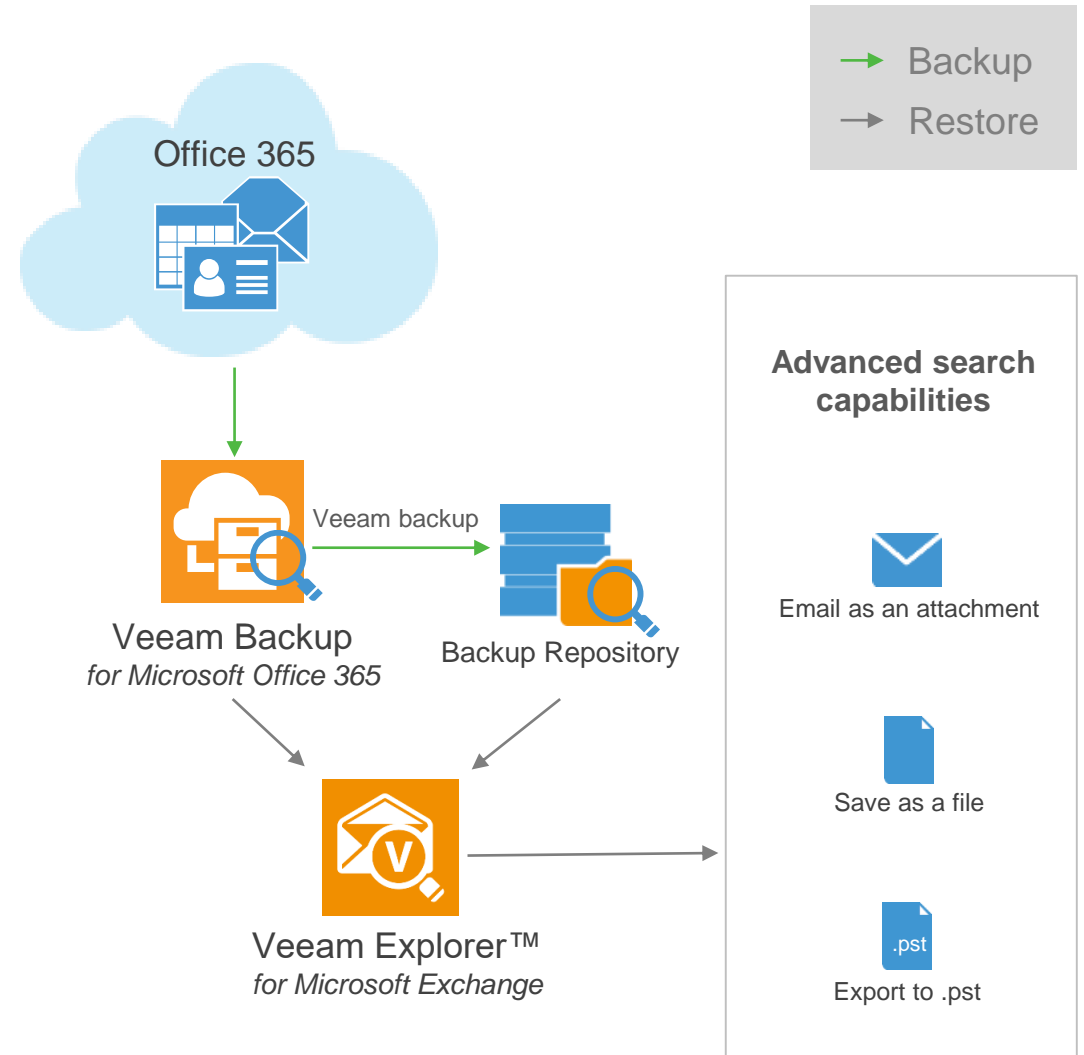 Backup
Restore
Office 365
Advanced search
capabilities
Veeam backup
Veeam Backup
for Microsoft Office 365
Backup Repository
Email as an attachment
Save as a file
V
Veeam Explorer™
for Microsoft Exchange
.pst
Export to .pst